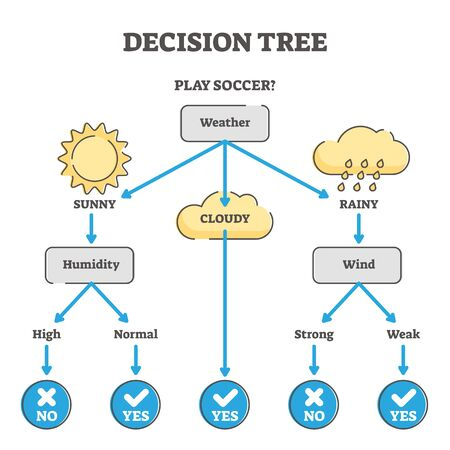 DECISION TREE
PLAY SOCCER?
Weather
SUNNY
CLOUDY
RAINY
Humidity
Wind
High
Normal
Strong
Weak
NO
YES
YES
NO
YES